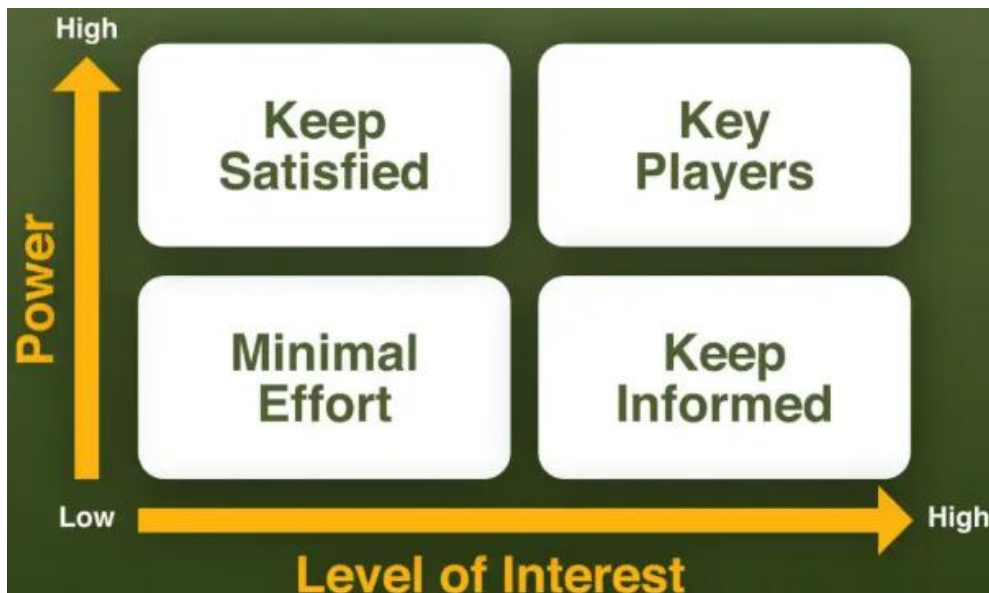 High
Keep
Satisfied
Key
Players
Power
Minimal
Effort
Keep
Informed
Low
High
Level of Interest